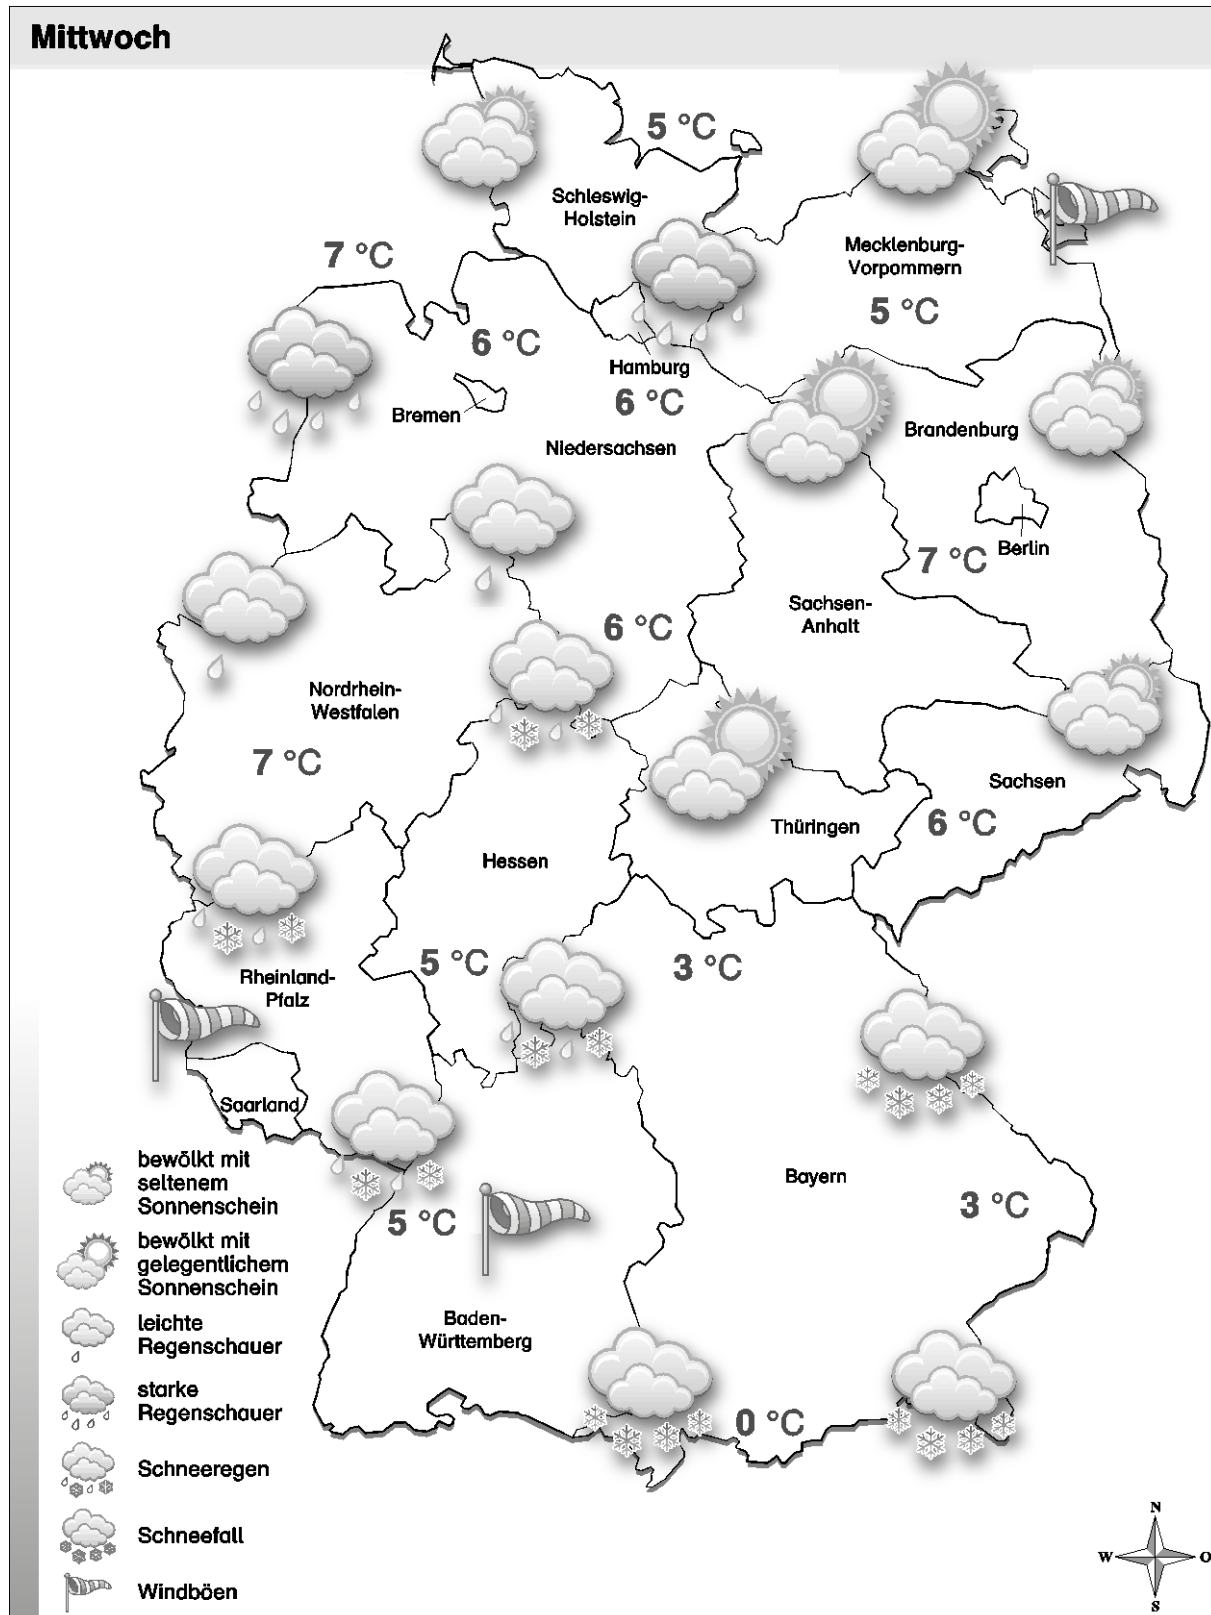 Mittwoch
5 °C
Schleswig-
Holstein
7 °C
Mecklenburg-
Vorpommern
5 °C
6 °C
Hamburg
6 °C
Bremen
Brandenburg
Niedersachsen
Berlin
7 °C
Sachsen-
Anhalt
6 °C
Nordrhein-
Westfalen
7 °C
Sachsen
6 °C
Thüringen
Hessen
5 °C
3 °C
Rheinland-
Pfalz
Saarland
Bayern
3 °C
5 °C
Baden-
Württemberg
0 °C
bewölkt mit
seltenem
Sonnenschein
bewölkt mit
gelegentlichem
Sonnenschein
leichte
Regenschauer
starke
Regenschauer
Schneeregen
Schneefall
Windböen
N
W
O
S